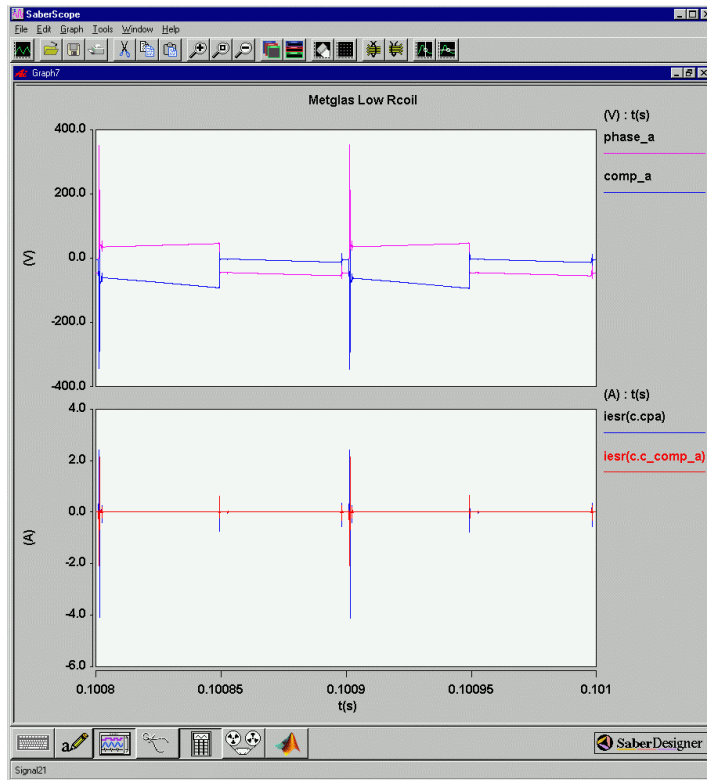 SaberScope
File Edit Graph Tools Window Help
Graph7
Metglas Low Rcoil
(V) : t(s)
phase_a
comp_a
400.0
200.0
0.0
-200.0
-400.0
(V)
(A) : t(s)
iesr(c.cpa)
iesr(c.c_comp_a)
4.0
2.0
0.0
-2.0
-4.0
-6.0
(A)
0.1008 0.10085 0.1009 0.10095 0.101
t(s)
a
SaberDesigner
Signal21